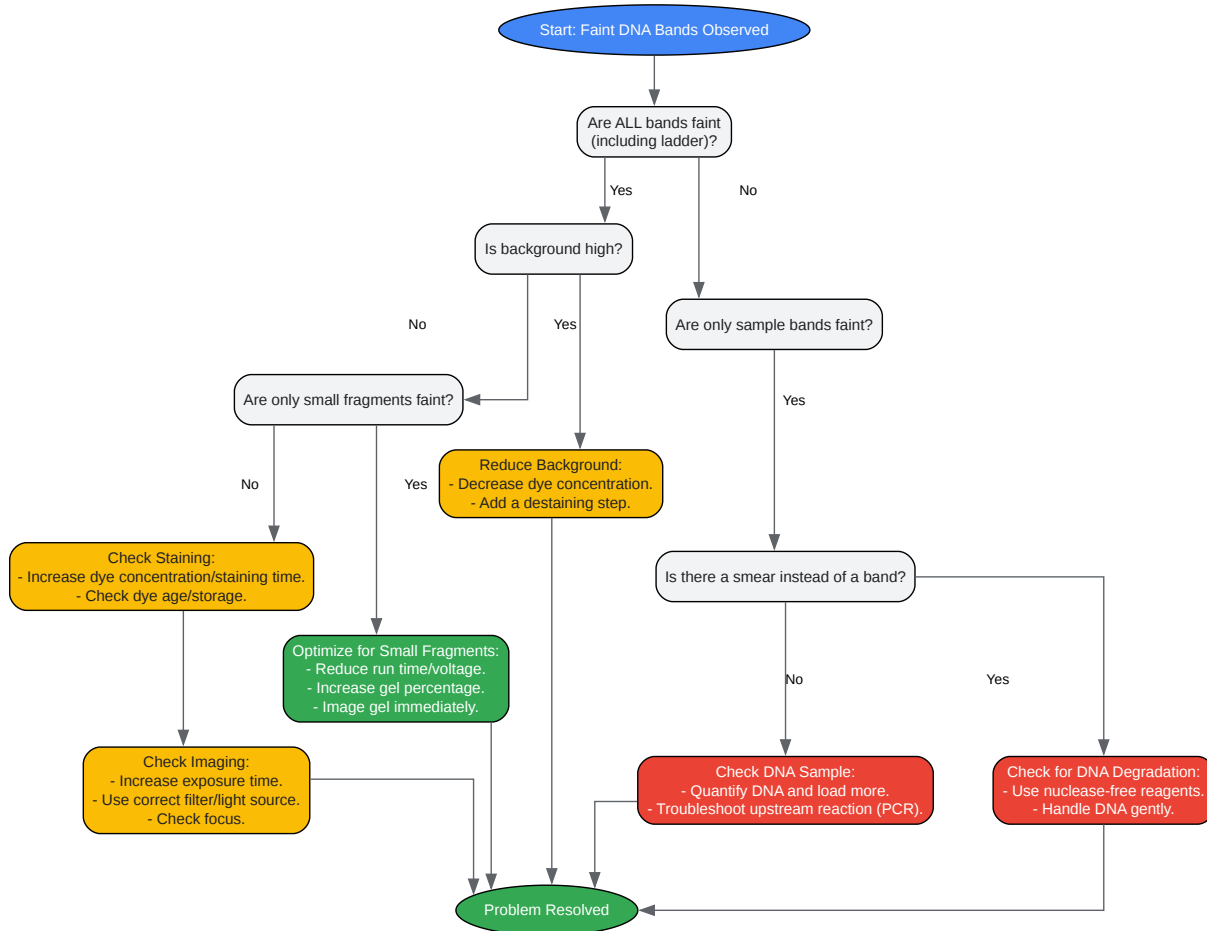 Start: Faint DNA Bands Observed
Are ALL bands faint
(including ladder)?
Yes
No
Is background high?
Are only sample bands faint?
No
Yes
Are only small fragments faint?
Yes
Reduce Background:
- Decrease dye concentration.
- Add a destaining step.
No
Yes
Check Staining:
- Increase dye concentration/staining time.
- Check dye age/storage.
Is there a smear instead of a band?
Optimize for Small Fragments:
- Reduce run time/voltage.
- Increase gel percentage.
- Image gel immediately.
No
Yes
Check Imaging:
- Increase exposure time.
- Use correct filter/light source.
- Check focus.
Check DNA Sample:
- Quantify DNA and load more.
- Troubleshoot upstream reaction (PCR).
Check for DNA Degradation:
- Use nuclease-free reagents.
- Handle DNA gently.
Problem Resolved